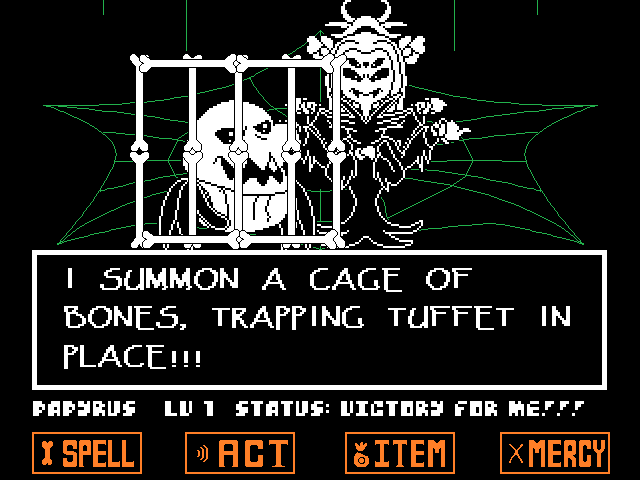 I SUMMON A CAGE OF
BONES, TRAPPING TUFFET IN
PLACE!!!
PAPYRUS LV 1 STATUS: VICTORY FOR ME!!!
SPELL ACT ITEM MERCY